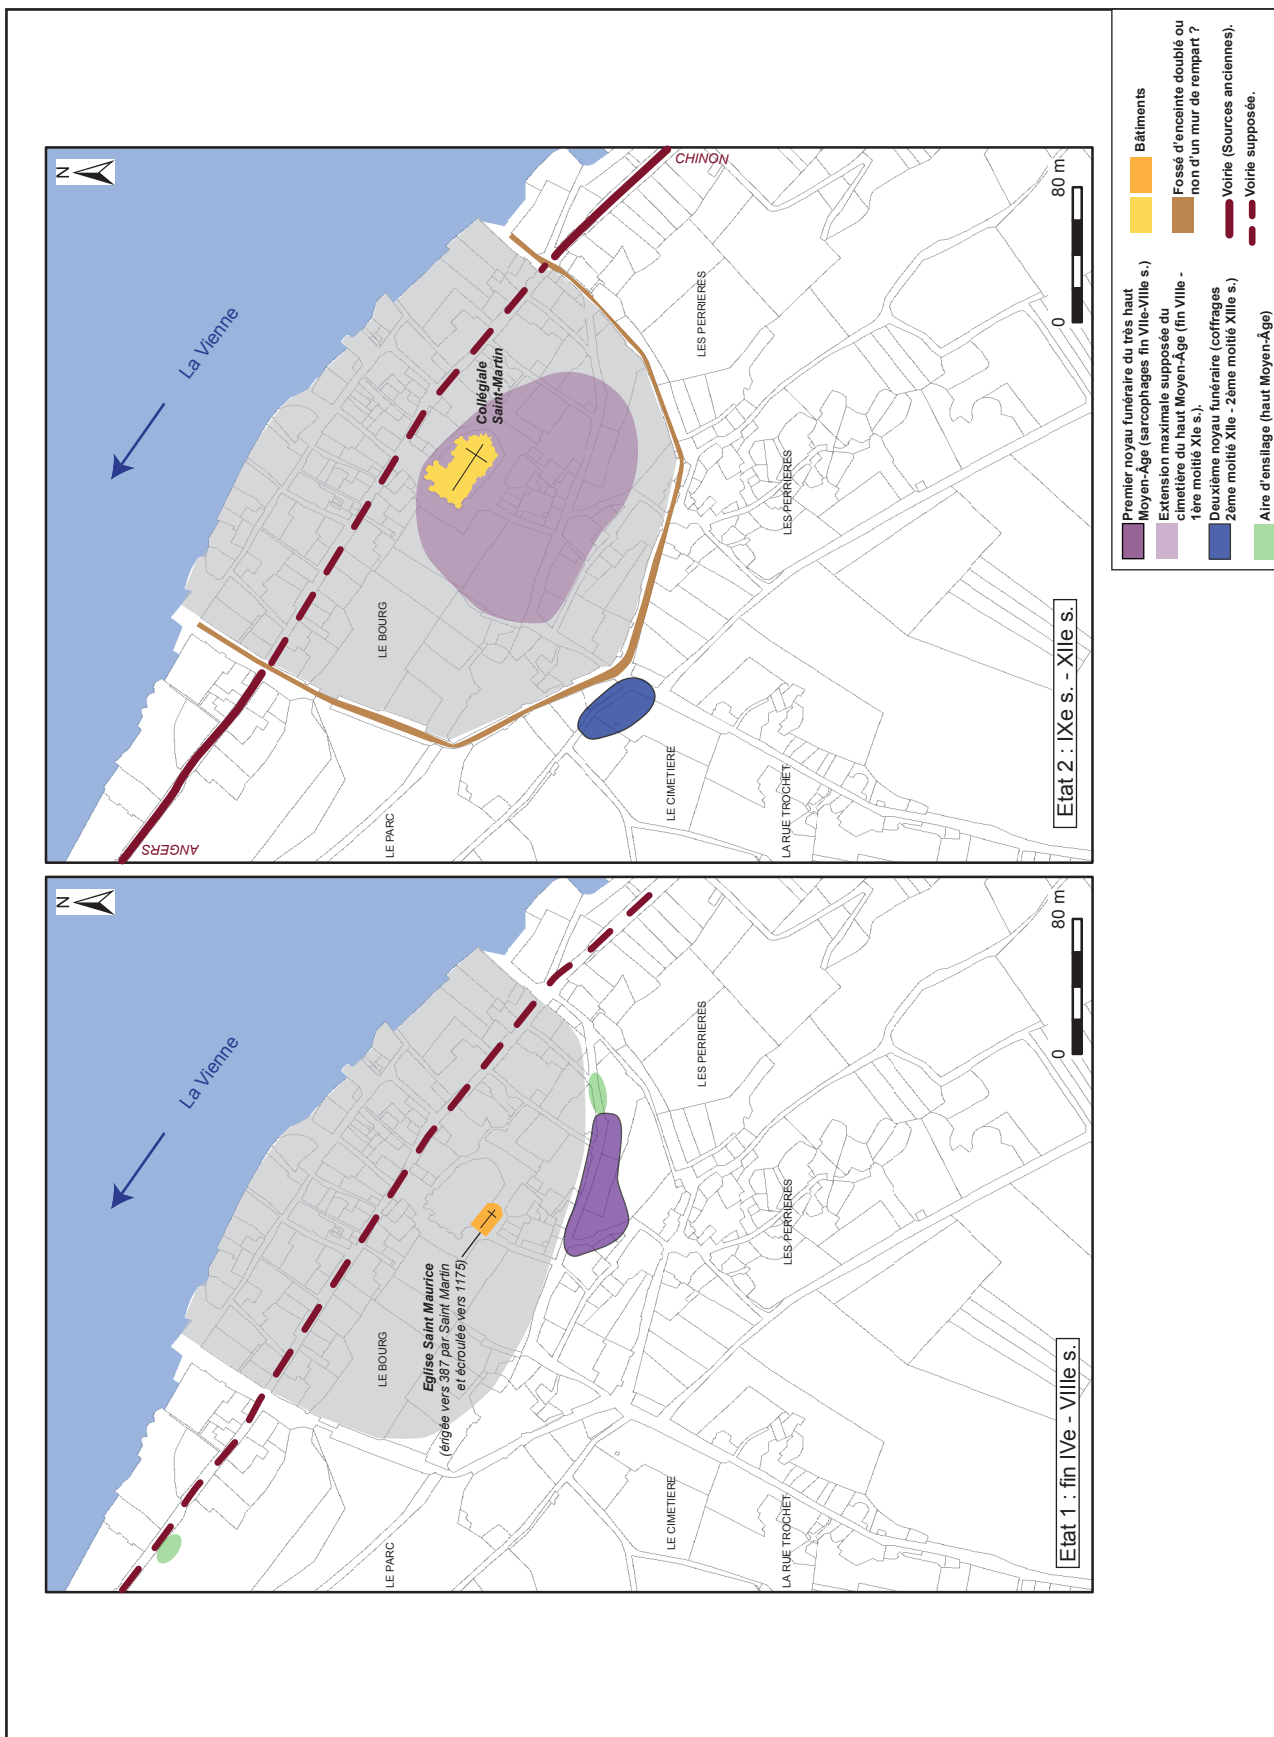 N
La Vienne
LE BOURG
Eglise Saint Maurice
(érigée vers 387 par Saint Martin
et écroulée vers 1175)
LE PARC
LE CIMETIERE
LA RUE TROCHET
LES PERRIERES
LES PERRIERES
0
80 m
Etat 1 : fin IVe - VIIIe s.
N
La Vienne
ANGERS
CHINON
LE BOURG
Collégiale
Saint-Martin
LE PARC
LE CIMETIERE
LA RUE TROCHET
LES PERRIERES
LES PERRIERES
0
80 m
Etat 2 : IXe s. - XIIe s.
Premier noyau funéraire du très haut
Moyen-Âge (sarcophages fin VIIe-VIIIe s.)
Extension maximale supposée du
cimetière du haut Moyen-Âge (fin VIIIe -
1ère moitié XIe s.).
Deuxième noyau funéraire (coffrages
2ème moitié XIIe - 2ème moitié XIIIe s.)
Aire d'ensilage (haut Moyen-Âge)
Bâtiments
Fossé d'enceinte doublé ou
non d'un mur de rempart ?
Voirie (Sources anciennes).
Voirie supposée.